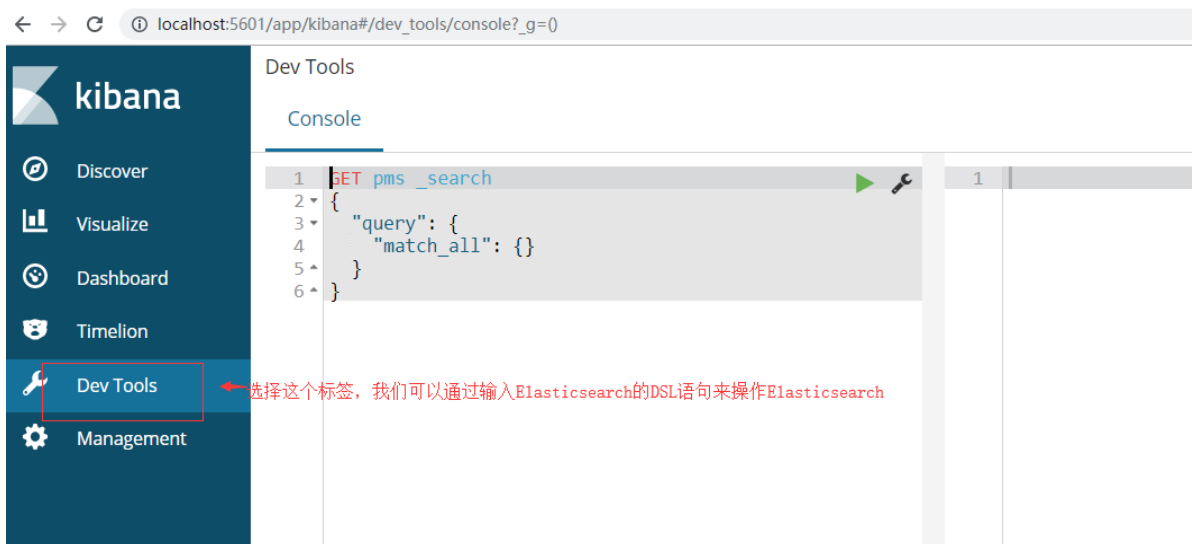 localhost:5601/app/kibana#/dev_tools/console?_g=()
kibana
Discover
Visualize
Dashboard
Timelion
Dev Tools
Management
Dev Tools
Console
1 GET pms _search
2 {
3 "query": {
4 "match_all": {}
5 }
6 }
1
选择这个标签，我们可以通过输入Elasticsearch的DSL语句来操作Elasticsearch